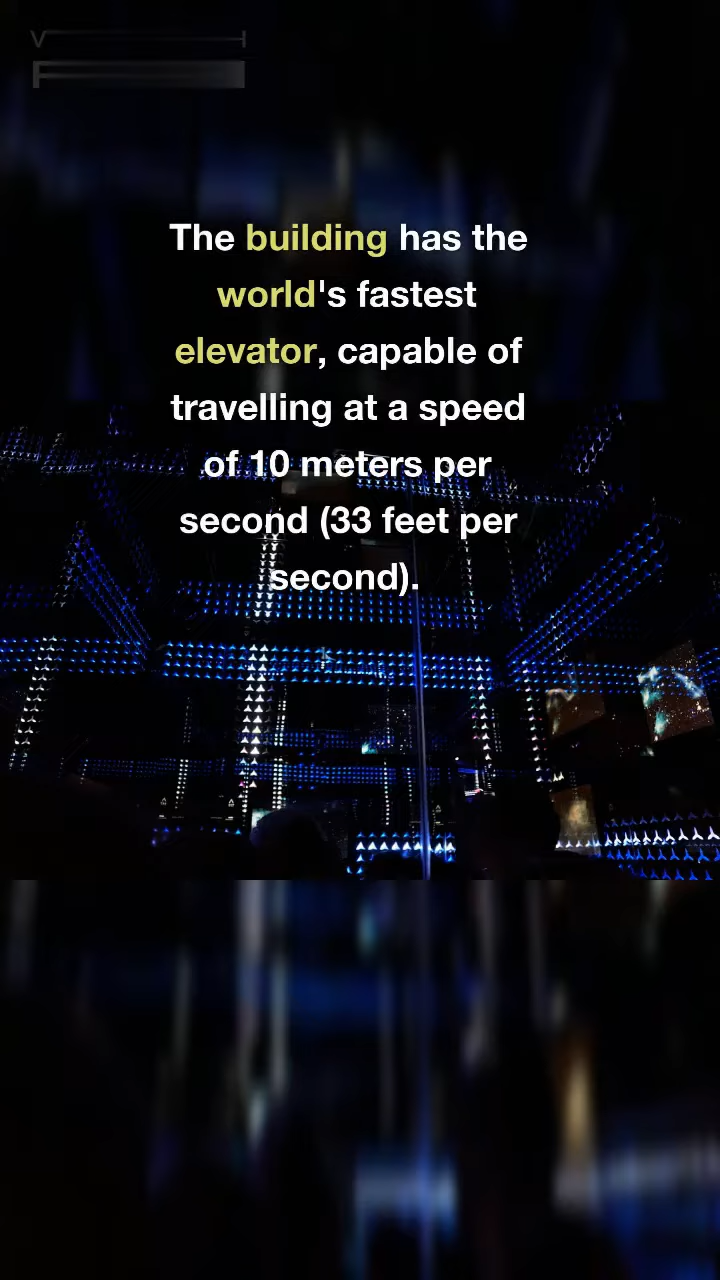 The building has the
world's fastest
elevator, capable of
travelling at a speed
of 10 meters per
second (33 feet per
second).